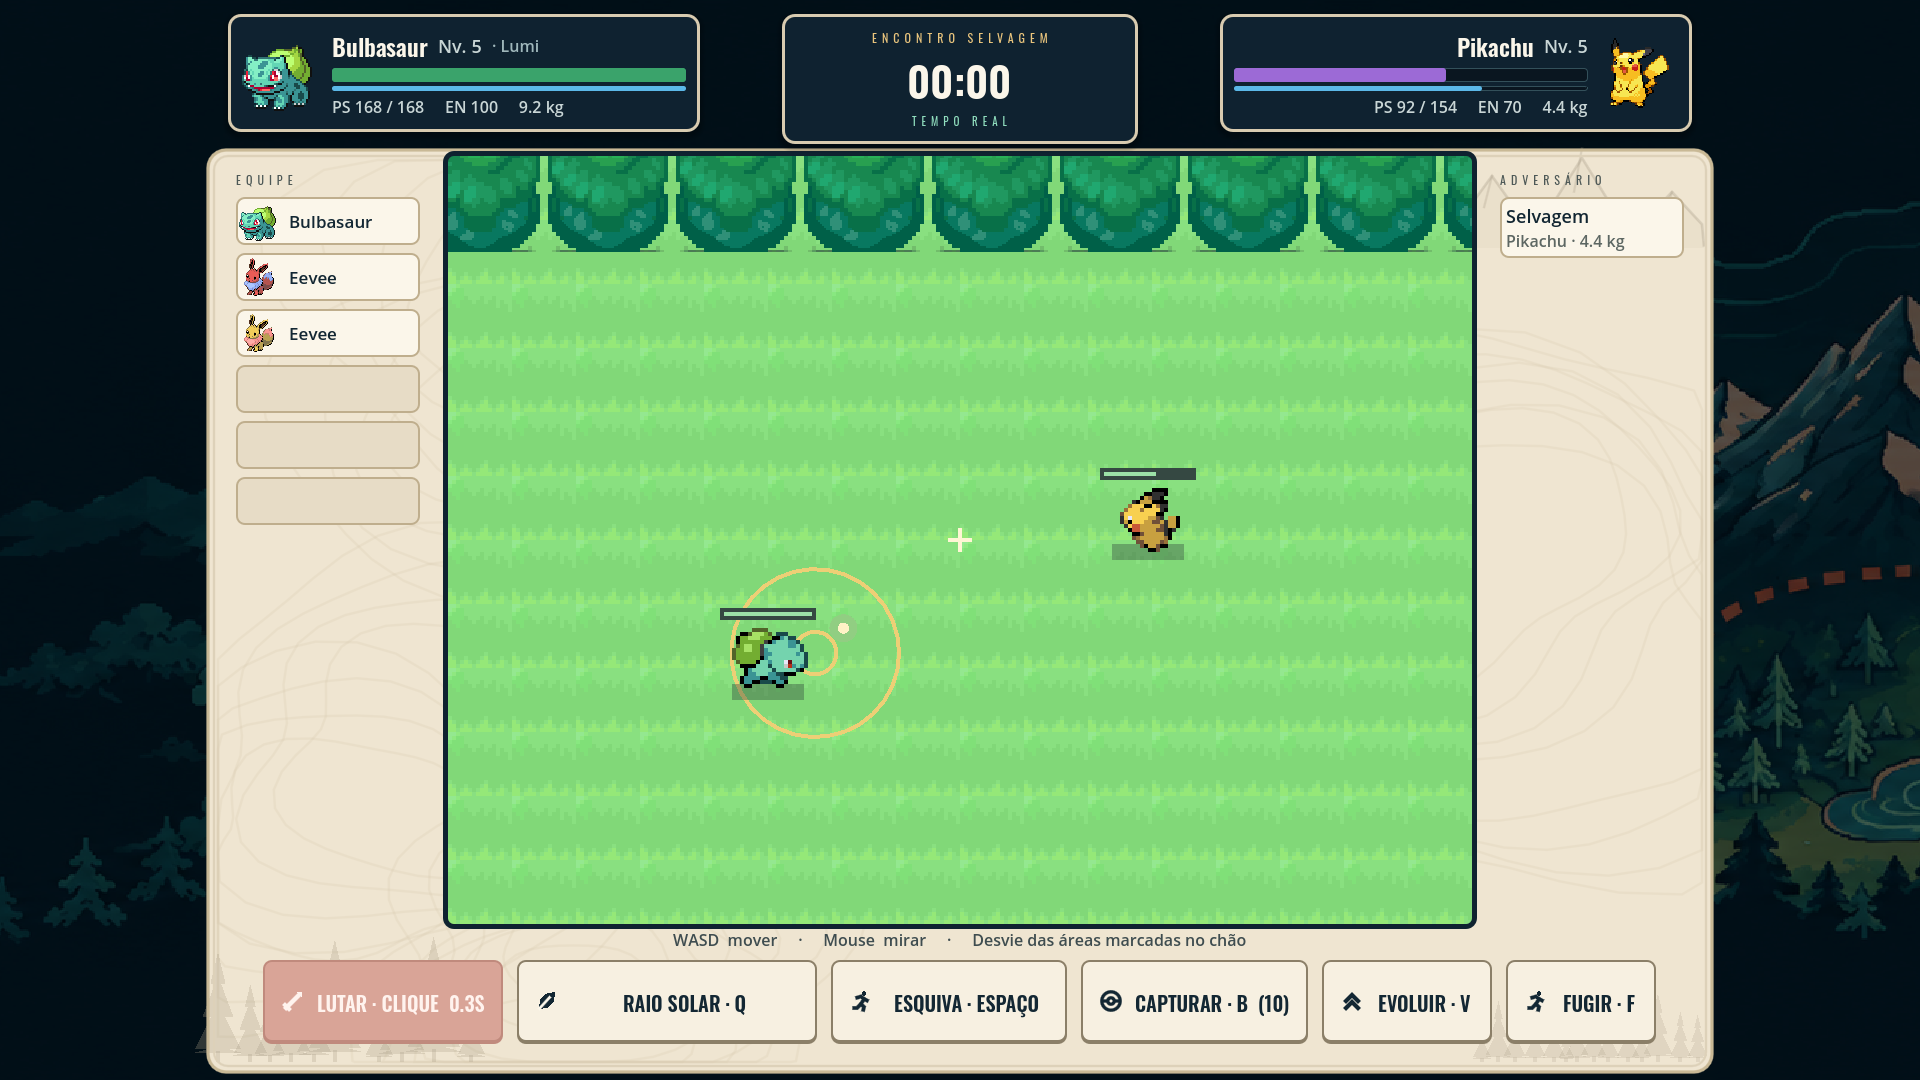 Bulbasaur Nv. 5 · Lumi
PS 168 / 168 EN 100 9.2 kg
ENCONTRO SELVAGEM
00:00
TEMPO REAL
Pikachu Nv. 5
PS 92 / 154 EN 70 4.4 kg
EQUIPE
Bulbasaur
Eevee
Eevee
ADVERSÁRIO
Selvagem
Pikachu · 4.4 kg
WASD mover · Mouse mirar · Desvie das áreas marcadas no chão
LUTAR · CLIQUE 0.3S
RAIO SOLAR · Q
ESQUIVA · ESPAÇO
CAPTURAR · B (10)
EVOLUIR · V
FUGIR · F